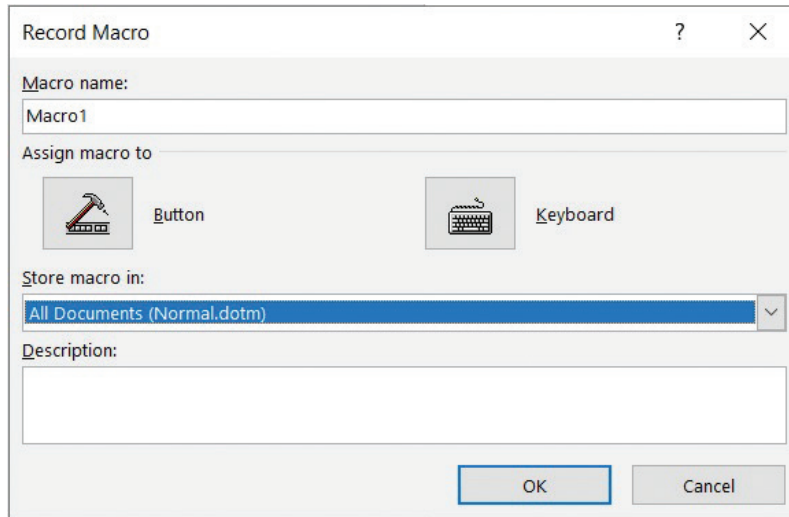 Record Macro ? X
Macro name:
Macro1
Assign macro to
Button Keyboard
Store macro in:
All Documents (Normal.dotm)
Description:
OK Cancel